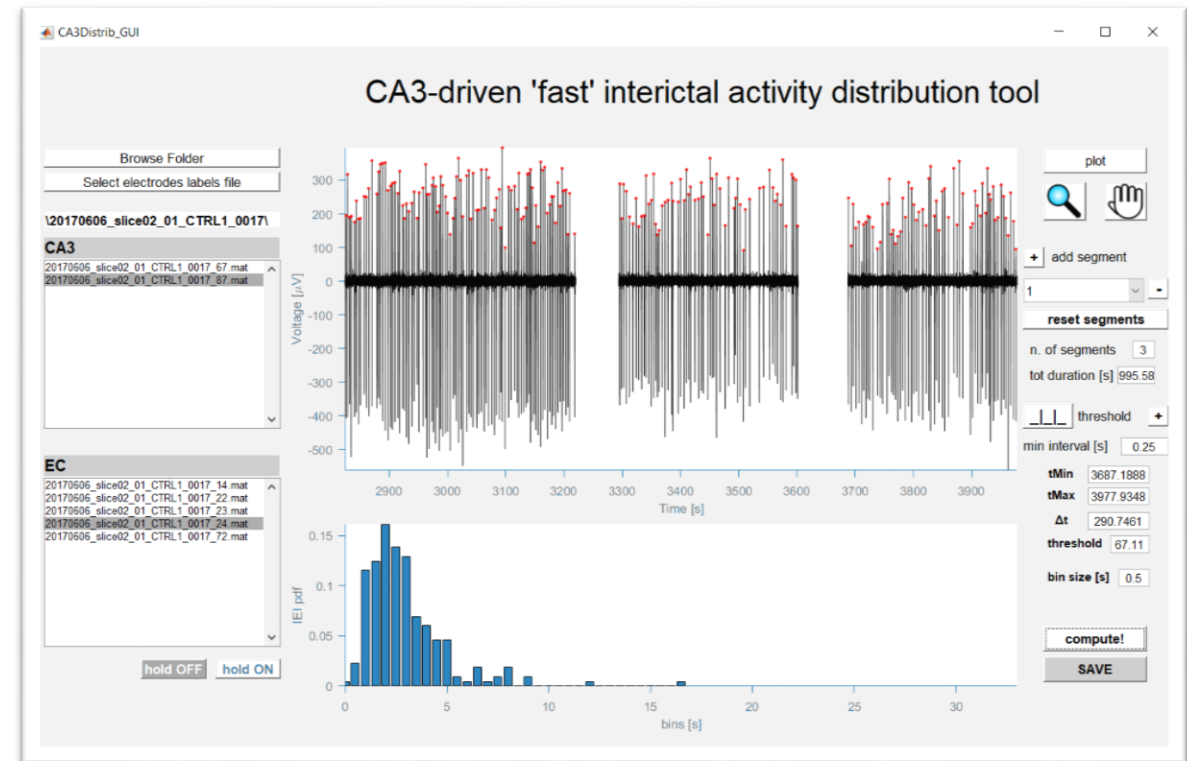 CA3Distrib_GUI
CA3-driven 'fast' interictal activity distribution tool
Browse Folder
Select electrodes labels file
\20170606_slice02_01_CTRL1_0017\
CA3
20170606_slice02_01_CTRL1_0017_67.mat
20170606_slice02_01_CTRL1_0017_87.mat
EC
20170606_slice02_01_CTRL1_0017_14.mat
20170606_slice02_01_CTRL1_0017_22.mat
20170606_slice02_01_CTRL1_0017_23.mat
20170606_slice02_01_CTRL1_0017_24.mat
20170606_slice02_01_CTRL1_0017_72.mat
hold OFF hold ON
Voltage [μV]
300
200
100
0
-100
-200
-300
-400
-500
2900 3000 3100 3200 3300 3400 3500 3600 3700 3800 3900
Time [s]
IEI pdf
0.15
0.1
0.05
0
0 5 10 15 20 25 30
bins [s]
plot
+ add segment
1 -
reset segments
n. of segments 3
tot duration [s] 995.58
_|_|_ threshold +
min interval [s] 0.25
tMin 3687.1888
tMax 3977.9348
Δt 290.7461
threshold 67.11
bin size [s] 0.5
compute!
SAVE